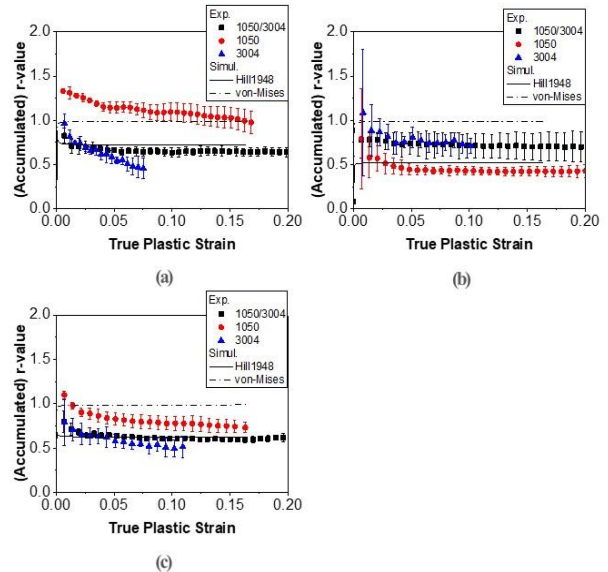 (a)
(Accumulated) r-value
2.0
1.5
1.0
0.5
0.0
0.00 0.05 0.10 0.15 0.20
True Plastic Strain
Exp.
1050/3004
1050
3004
Simul.
Hill1948
von-Mises
(a)
(b)
(Accumulated) r-value
2.0
1.5
1.0
0.5
0.0
0.00 0.05 0.10 0.15 0.20
True Plastic Strain
Exp.
1050/3004
1050
3004
Simul.
Hill1948
von-Mises
(b)
(c)
(Accumulated) r-value
2.0
1.5
1.0
0.5
0.0
0.00 0.05 0.10 0.15 0.20
True Plastic Strain
Exp.
1050/3004
1050
3004
Simul.
Hill1948
von-Mises
(c)